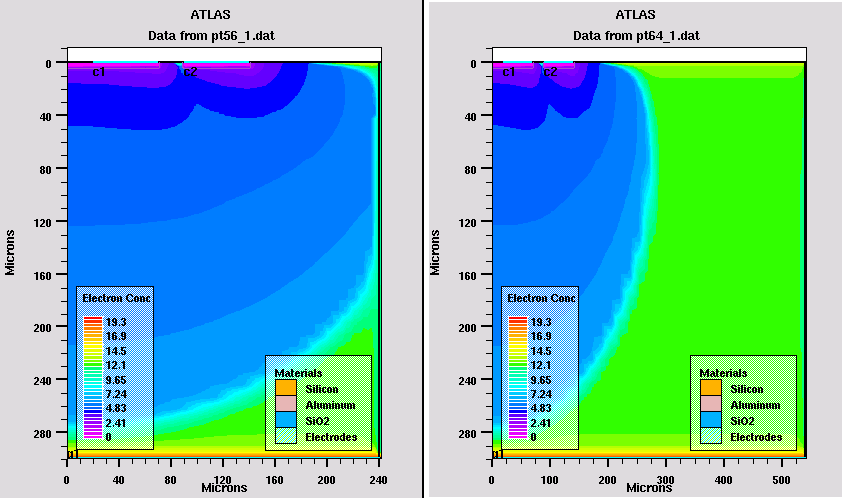 ATLAS
Data from pt56_1.dat
c1 c2
0
40
80
120
160
200
240
280
Microns
Electron Conc
19.3
16.9
14.5
12.1
9.65
7.24
4.83
2.41
0
Materials
Silicon
Aluminum
SiO2
Electrodes
0 40 80 120 160 200 240
Microns
ATLAS
Data from pt64_1.dat
c1 c2
0
40
80
120
160
200
240
280
Microns
Electron Conc
19.3
16.9
14.5
12.1
9.65
7.24
4.83
2.41
0
Materials
Silicon
Aluminum
SiO2
Electrodes
0 100 200 300 400 500
Microns